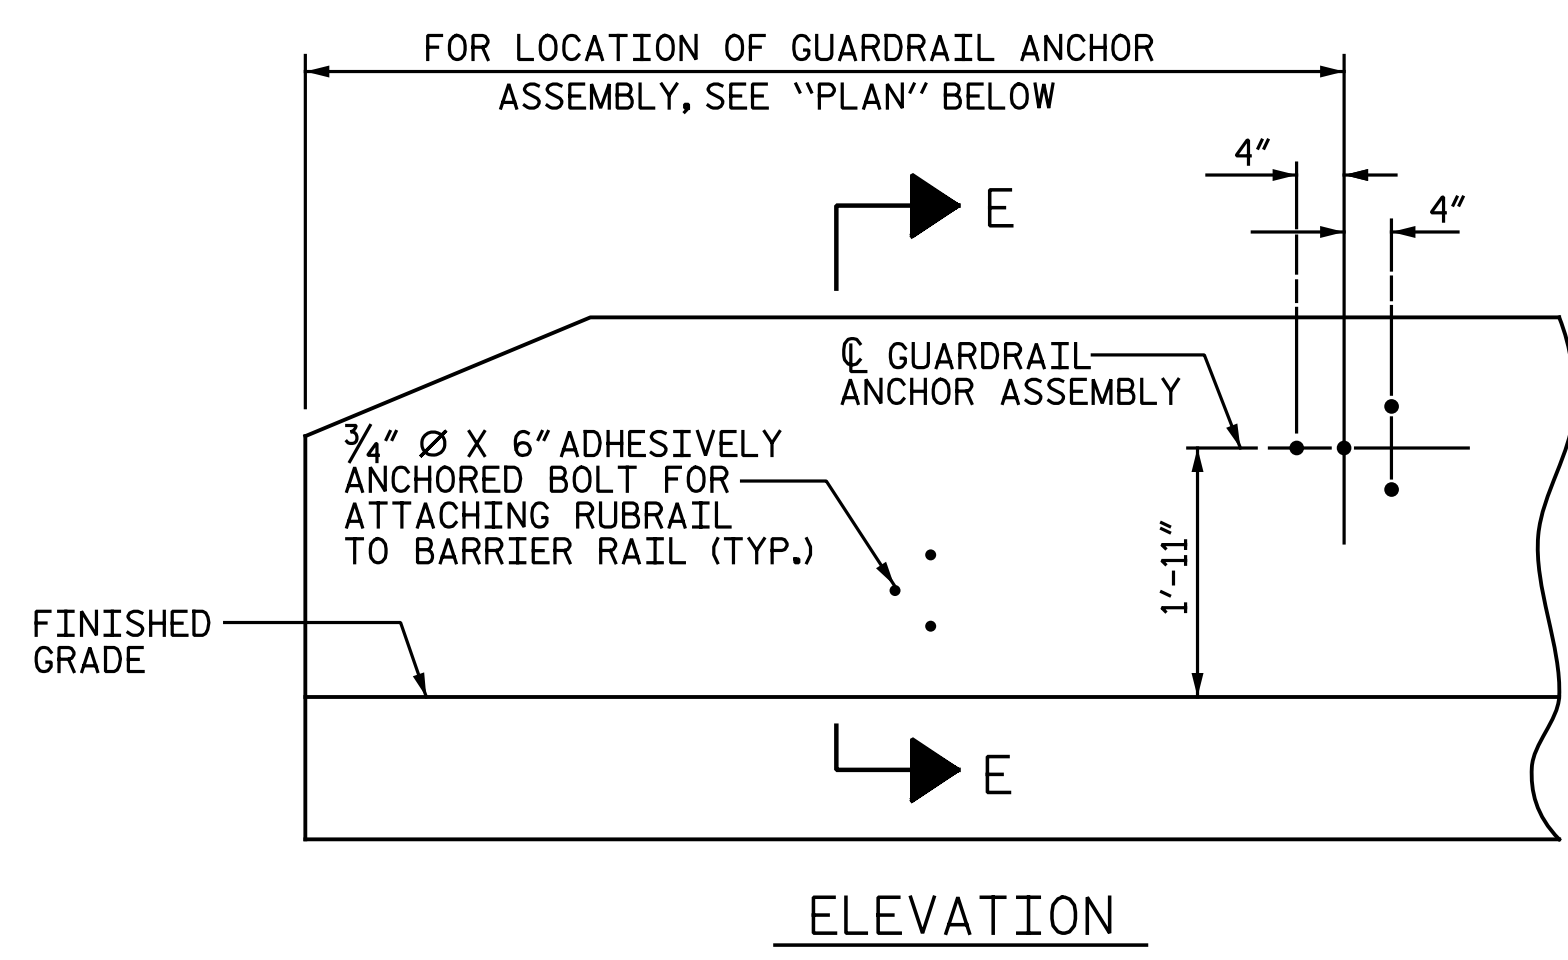 FOR LOCATION OF GUARDRAIL ANCHOR
ASSEMBLY, SEE "PLAN" BELOW
4"
4"
E
℄ GUARDRAIL
ANCHOR ASSEMBLY
3/4" Ø X 6" ADHESIVELY
ANCHORED BOLT FOR
ATTACHING RUBRAIL
TO BARRIER RAIL (TYP.)
1'-11"
FINISHED
GRADE
E
ELEVATION